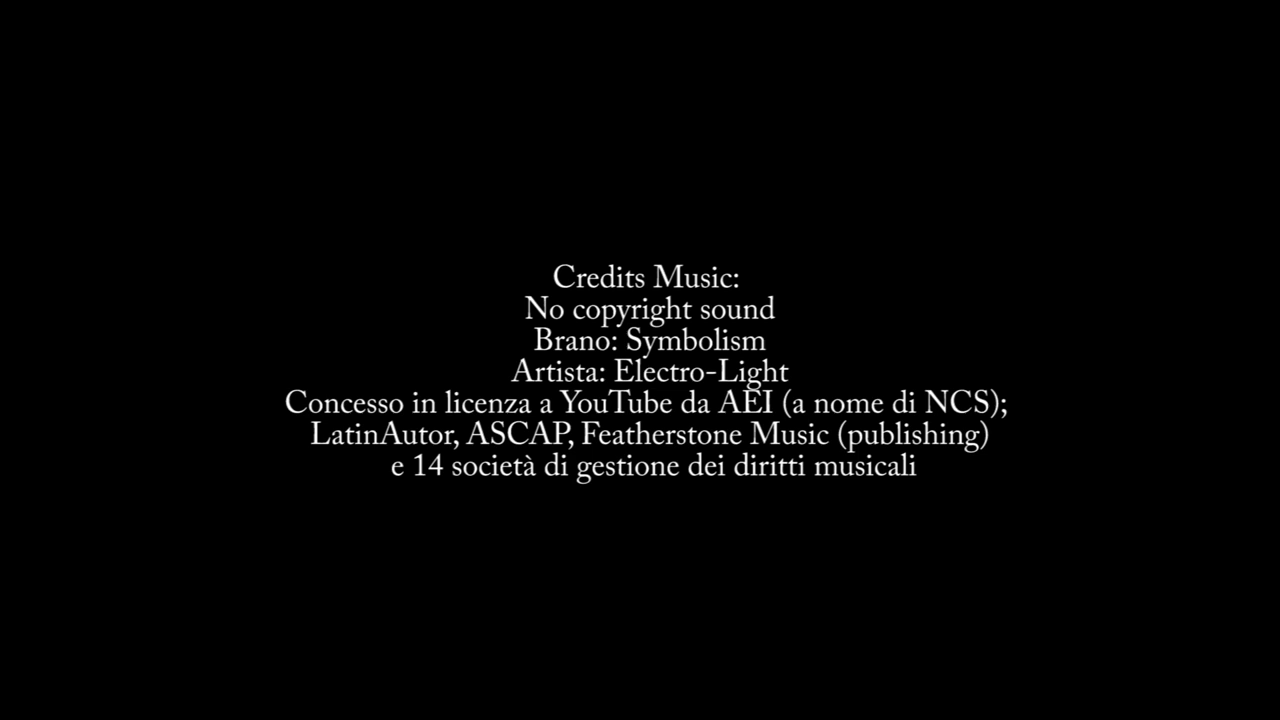 Credits Music:
No copyright sound
Brano: Symbolism
Artista: Electro-Light
Concesso in licenza a YouTube da AEI (a nome di NCS);
LatinAutor, ASCAP, Featherstone Music (publishing)
e 14 società di gestione dei diritti musicali